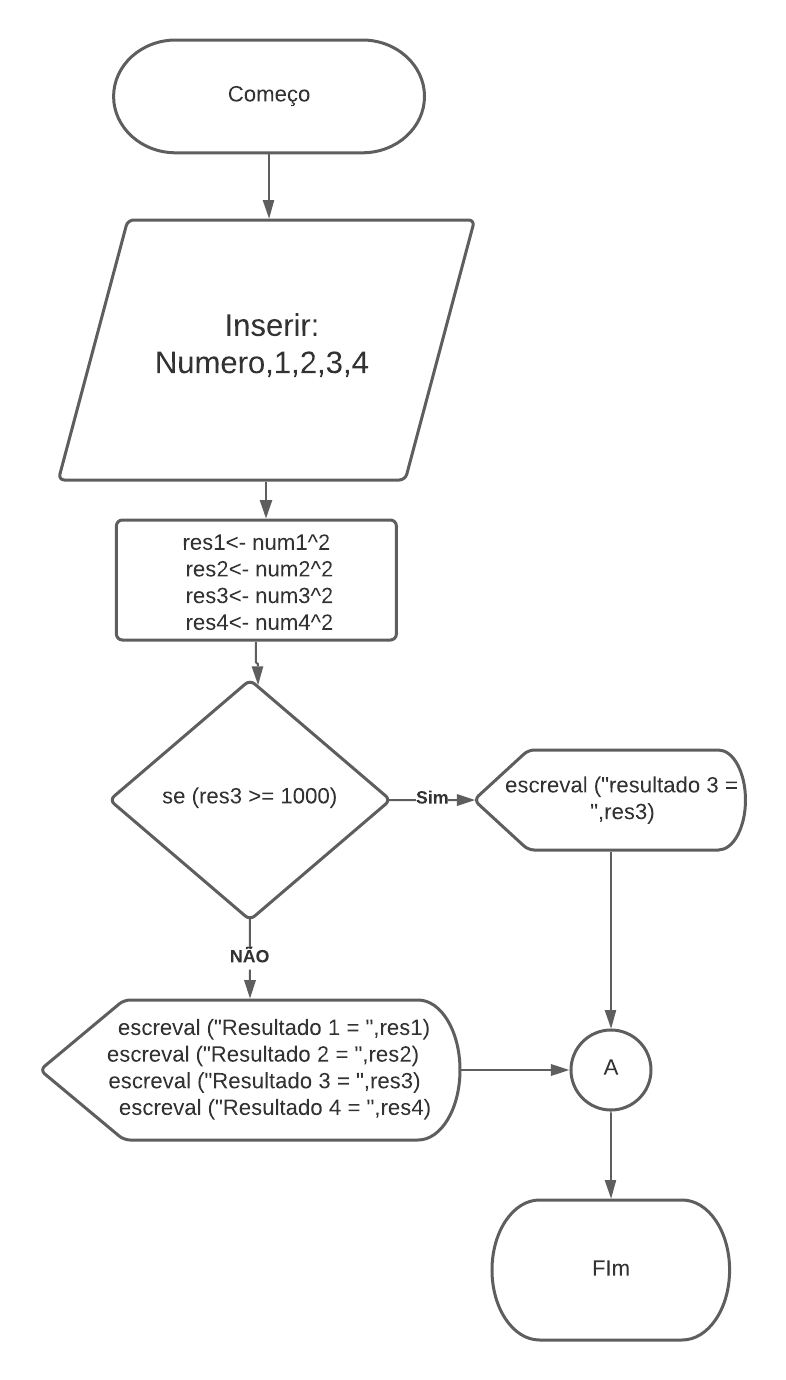 Começo
Inserir:
Numero,1,2,3,4
res1<- num1^2
res2<- num2^2
res3<- num3^2
res4<- num4^2
se (res3 >= 1000)
Sim
escreval ("resultado 3 =
",res3)
NÃO
escreval ("Resultado 1 = ",res1)
escreval ("Resultado 2 = ",res2)
escreval ("Resultado 3 = ",res3)
escreval ("Resultado 4 = ",res4)
A
FIm